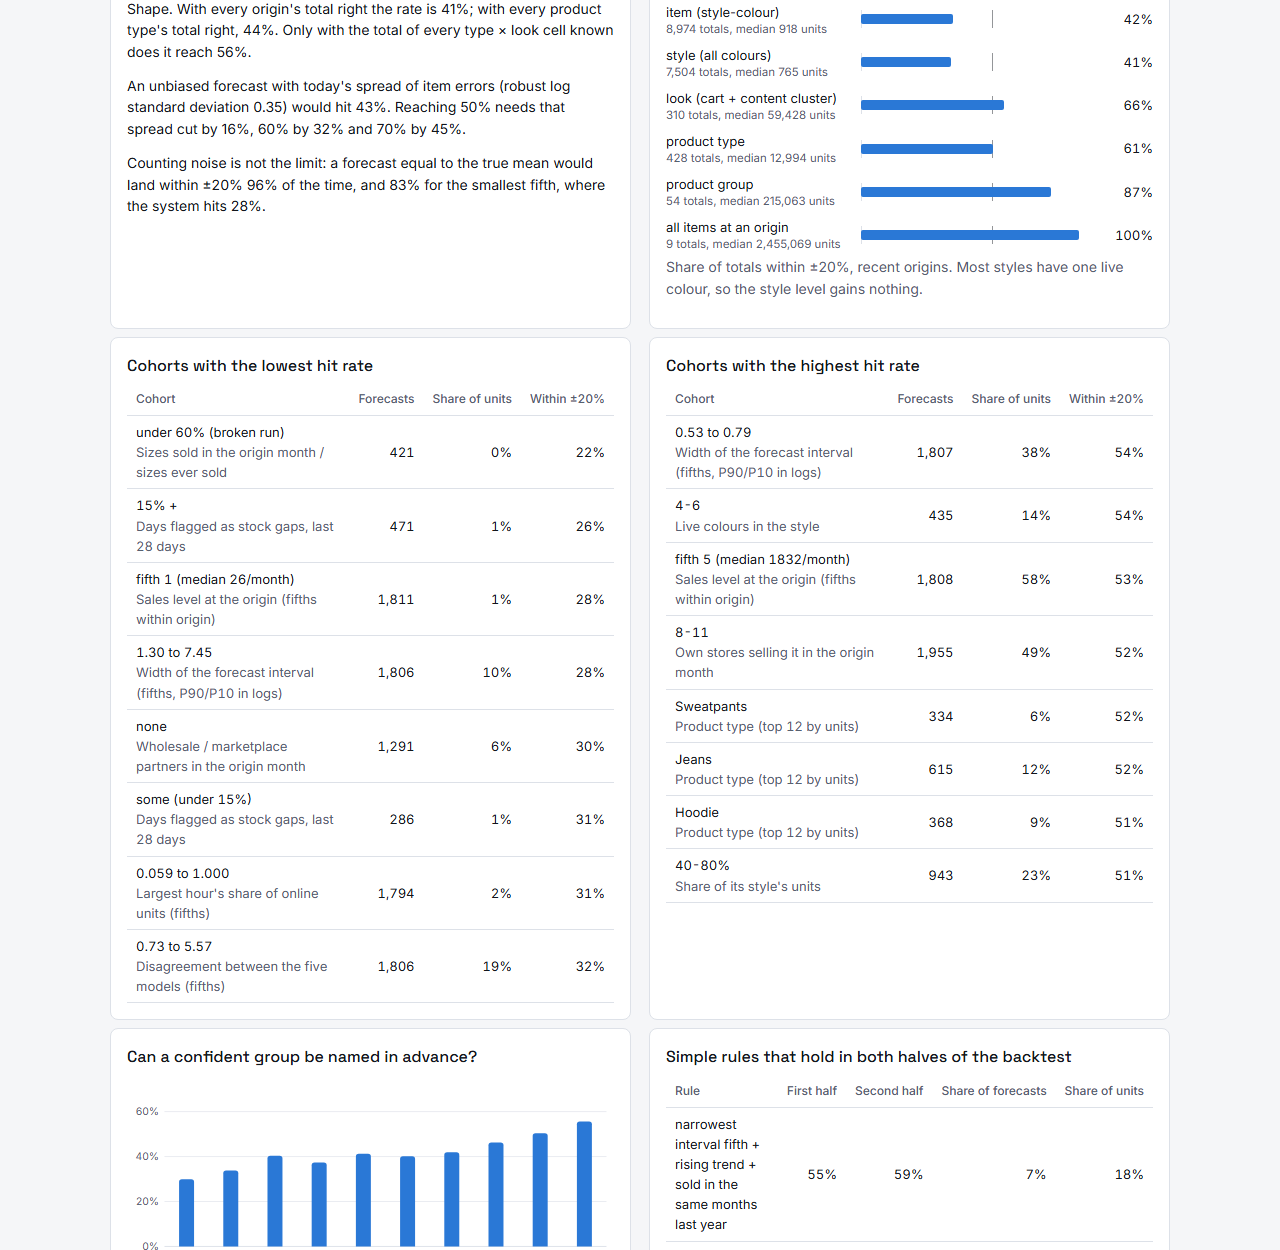 Shape. With every origin's total right the rate is 41%; with every product
type's total right, 44%. Only with the total of every type × look cell known
does it reach 56%.
An unbiased forecast with today's spread of item errors (robust log
standard deviation 0.35) would hit 43%. Reaching 50% needs that
spread cut by 16%, 60% by 32% and 70% by 45%.
Counting noise is not the limit: a forecast equal to the true mean would
land within ±20% 96% of the time, and 83% for the smallest fifth, where
the system hits 28%.
item (style-colour)
8,974 totals, median 918 units
42%
style (all colours)
7,504 totals, median 765 units
41%
look (cart + content cluster)
310 totals, median 59,428 units
66%
product type
428 totals, median 12,994 units
61%
product group
54 totals, median 215,063 units
87%
all items at an origin
9 totals, median 2,455,069 units
100%
Share of totals within ±20%, recent origins. Most styles have one live
colour, so the style level gains nothing.
Cohorts with the lowest hit rate
Cohort Forecasts Share of units Within ±20%
under 60% (broken run)
Sizes sold in the origin month /
sizes ever sold
421 0% 22%
15% +
Days flagged as stock gaps, last
28 days
471 1% 26%
fifth 1 (median 26/month)
Sales level at the origin (fifths
within origin)
1,811 1% 28%
1.30 to 7.45
Width of the forecast interval
(fifths, P90/P10 in logs)
1,806 10% 28%
none
Wholesale / marketplace
partners in the origin month
1,291 6% 30%
some (under 15%)
Days flagged as stock gaps, last
28 days
286 1% 31%
0.059 to 1.000
Largest hour's share of online
units (fifths)
1,794 2% 31%
0.73 to 5.57
Disagreement between the five
models (fifths)
1,806 19% 32%
Cohorts with the highest hit rate
Cohort Forecasts Share of units Within ±20%
0.53 to 0.79
Width of the forecast interval
(fifths, P90/P10 in logs)
1,807 38% 54%
4-6
Live colours in the style
435 14% 54%
fifth 5 (median 1832/month)
Sales level at the origin (fifths
within origin)
1,808 58% 53%
8-11
Own stores selling it in the origin
month
1,955 49% 52%
Sweatpants
Product type (top 12 by units)
334 6% 52%
Jeans
Product type (top 12 by units)
615 12% 52%
Hoodie
Product type (top 12 by units)
368 9% 51%
40-80%
Share of its style's units
943 23% 51%
Can a confident group be named in advance?
60%
40%
20%
0%
Simple rules that hold in both halves of the backtest
Rule First half Second half Share of forecasts Share of units
narrowest
interval fifth +
rising trend +
sold in the
same months
last year
55% 59% 7% 18%